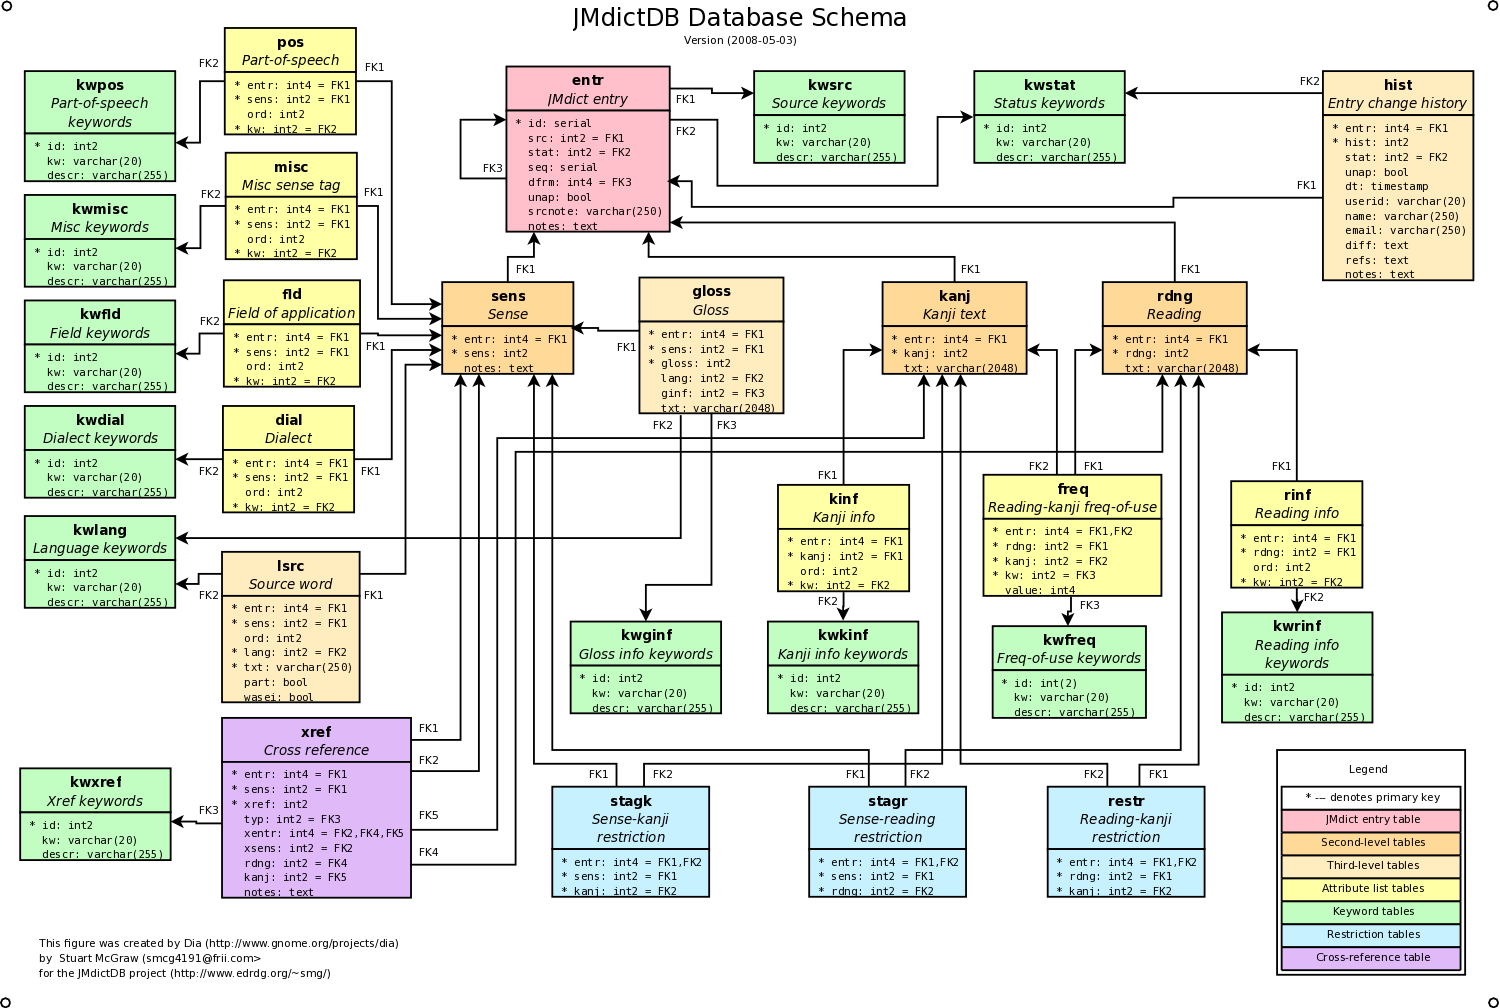 JMdictDB Database Schema
Version (2008-05-03)
pos
Part-of-speech
* entr: int4 = FK1
* sens: int2 = FK1
ord: int2
* kw: int2 = FK2
FK2
FK1
kwpos
Part-of-speech
keywords
* id: int2
kw: varchar(20)
descr: varchar(255)
misc
Misc sense tag
* entr: int4 = FK1
* sens: int2 = FK1
ord: int2
* kw: int2 = FK2
FK2
FK1
kwmisc
Misc keywords
* id: int2
kw: varchar(20)
descr: varchar(255)
fld
Field of application
* entr: int4 = FK1
* sens: int2 = FK1
ord: int2
* kw: int2 = FK2
FK2
FK1
kwfld
Field keywords
* id: int2
kw: varchar(20)
descr: varchar(255)
dial
Dialect
* entr: int4 = FK1
* sens: int2 = FK1
ord: int2
* kw: int2 = FK2
FK2
FK1
kwdial
Dialect keywords
* id: int2
kw: varchar(20)
descr: varchar(255)
kwlang
Language keywords
* id: int2
kw: varchar(20)
descr: varchar(255)
lsrc
Source word
* entr: int4 = FK1
* sens: int2 = FK1
ord: int2
* lang: int2 = FK2
* txt: varchar(250)
part: bool
wasei: bool
FK2
FK1
entr
JMdict entry
* id: serial
src: int2 = FK1
stat: int2 = FK2
seq: serial
dfrm: int4 = FK3
unap: bool
srcnote: varchar(250)
notes: text
FK1
FK2
FK3
kwsrc
Source keywords
* id: int2
kw: varchar(20)
descr: varchar(255)
kwstat
Status keywords
* id: int2
kw: varchar(20)
descr: varchar(255)
hist
Entry change history
* entr: int4 = FK1
* hist: int2
stat: int2 = FK2
unap: bool
dt: timestamp
userid: varchar(20)
name: varchar(250)
email: varchar(250)
diff: text
refs: text
notes: text
FK2
FK1
sens
Sense
* entr: int4 = FK1
* sens: int2
notes: text
FK1
gloss
Gloss
* entr: int4 = FK1
* sens: int2 = FK1
* gloss: int2
lang: int2 = FK2
ginf: int2 = FK3
txt: varchar(2048)
FK1
FK2
FK3
kanj
Kanji text
* entr: int4 = FK1
* kanj: int2
txt: varchar(2048)
FK1
rdng
Reading
* entr: int4 = FK1
* rdng: int2
txt: varchar(2048)
FK1
kinf
Kanji info
* entr: int4 = FK1
* kanj: int2 = FK1
ord: int2
* kw: int2 = FK2
FK1
FK2
freq
Reading-kanji freq-of-use
* entr: int4 = FK1,FK2
* rdng: int2 = FK1
* kanj: int2 = FK2
* kw: int2 = FK3
value: int4
FK2
FK1
FK3
rinf
Reading info
* entr: int4 = FK1
* rdng: int2 = FK1
ord: int2
* kw: int2 = FK2
FK1
FK2
kwginf
Gloss info keywords
* id: int2
kw: varchar(20)
descr: varchar(255)
kwkinf
Kanji info keywords
* id: int2
kw: varchar(20)
descr: varchar(255)
kwfreq
Freq-of-use keywords
* id: int(2)
kw: varchar(20)
descr: varchar(255)
kwrinf
Reading info
keywords
* id: int2
kw: varchar(20)
descr: varchar(255)
xref
Cross reference
* entr: int4 = FK1
* sens: int2 = FK1
* xref: int2
typ: int2 = FK3
xentr: int4 = FK2,FK4,FK5
xsens: int2 = FK2
rdng: int2 = FK4
kanj: int2 = FK5
notes: text
FK1
FK2
FK3
FK5
FK4
kwxref
Xref keywords
* id: int2
kw: varchar(20)
descr: varchar(255)
stagk
Sense-kanji
restriction
* entr: int4 = FK1,FK2
* sens: int2 = FK1
* kanj: int2 = FK2
FK1
FK2
stagr
Sense-reading
restriction
* entr: int4 = FK1,FK2
* sens: int2 = FK1
* rdng: int2 = FK2
FK1
FK2
restr
Reading-kanji
restriction
* entr: int4 = FK1,FK2
* rdng: int2 = FK1
* kanj: int2 = FK2
FK2
FK1
Legend
* --- denotes primary key
JMdict entry table
Second-level tables
Third-level tables
Attribute list tables
Keyword tables
Restriction tables
Cross-reference table
This figure was created by Dia (http://www.gnome.org/projects/dia)
by Stuart McGraw (smcg4191@frii.com>
for the JMdictDB project (http://www.edrdg.org/~smg/)